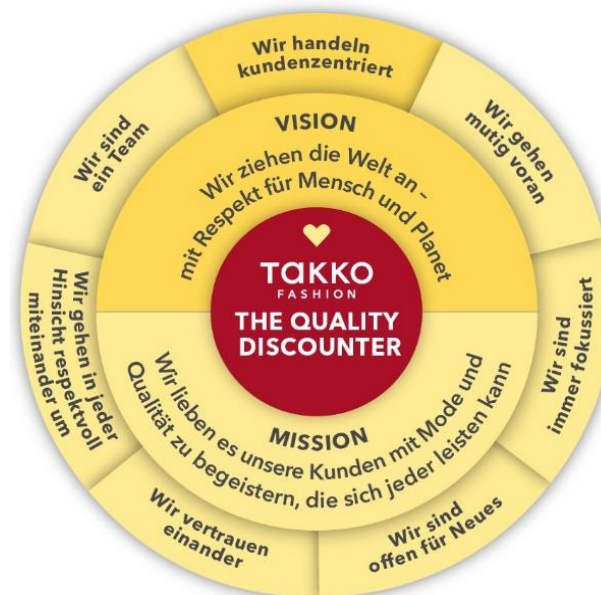 Wir handeln
kundenzentriert
Wir gehen
mutig voran
Wir sind
immer fokussiert
Wir sind
offen für Neues
Wir vertrauen
einander
Wir gehen in jeder
Hinsicht respektvoll
miteinander um
Wir sind
ein Team
VISION
Wir ziehen die Welt an –
mit Respekt für Mensch und Planet
TAKKO
FASHION
THE QUALITY
DISCOUNTER
MISSION
Wir lieben es unsere Kunden mit Mode und
Qualität zu begeistern, die sich jeder leisten kann